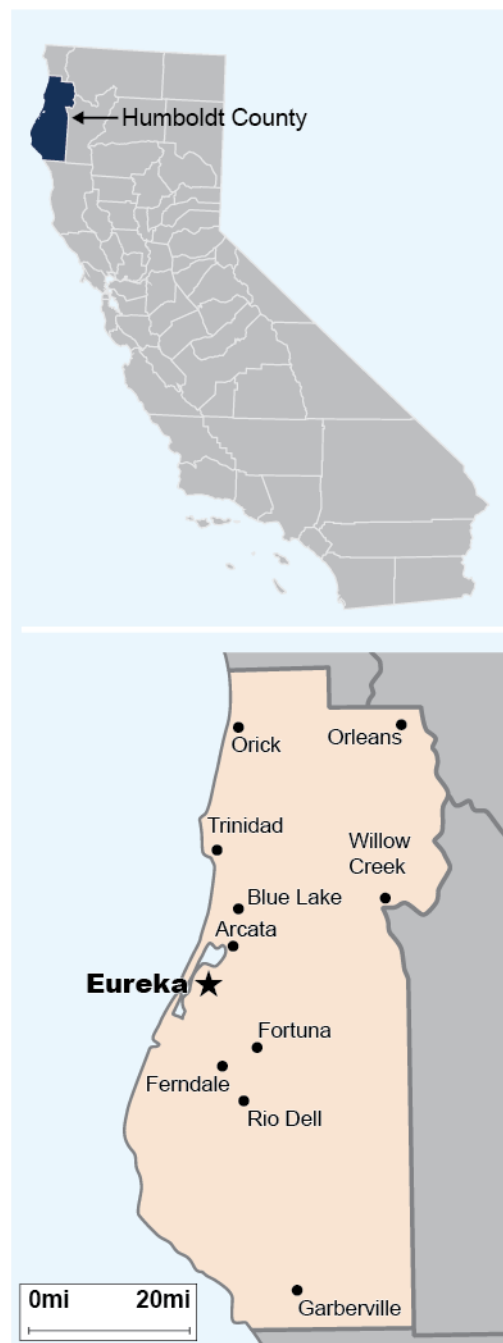 Humboldt County
Orick
Orleans
Trinidad
Willow
Creek
Blue Lake
Arcata
Eureka
Fortuna
Ferndale
Rio Dell
Garberville
0mi 20mi